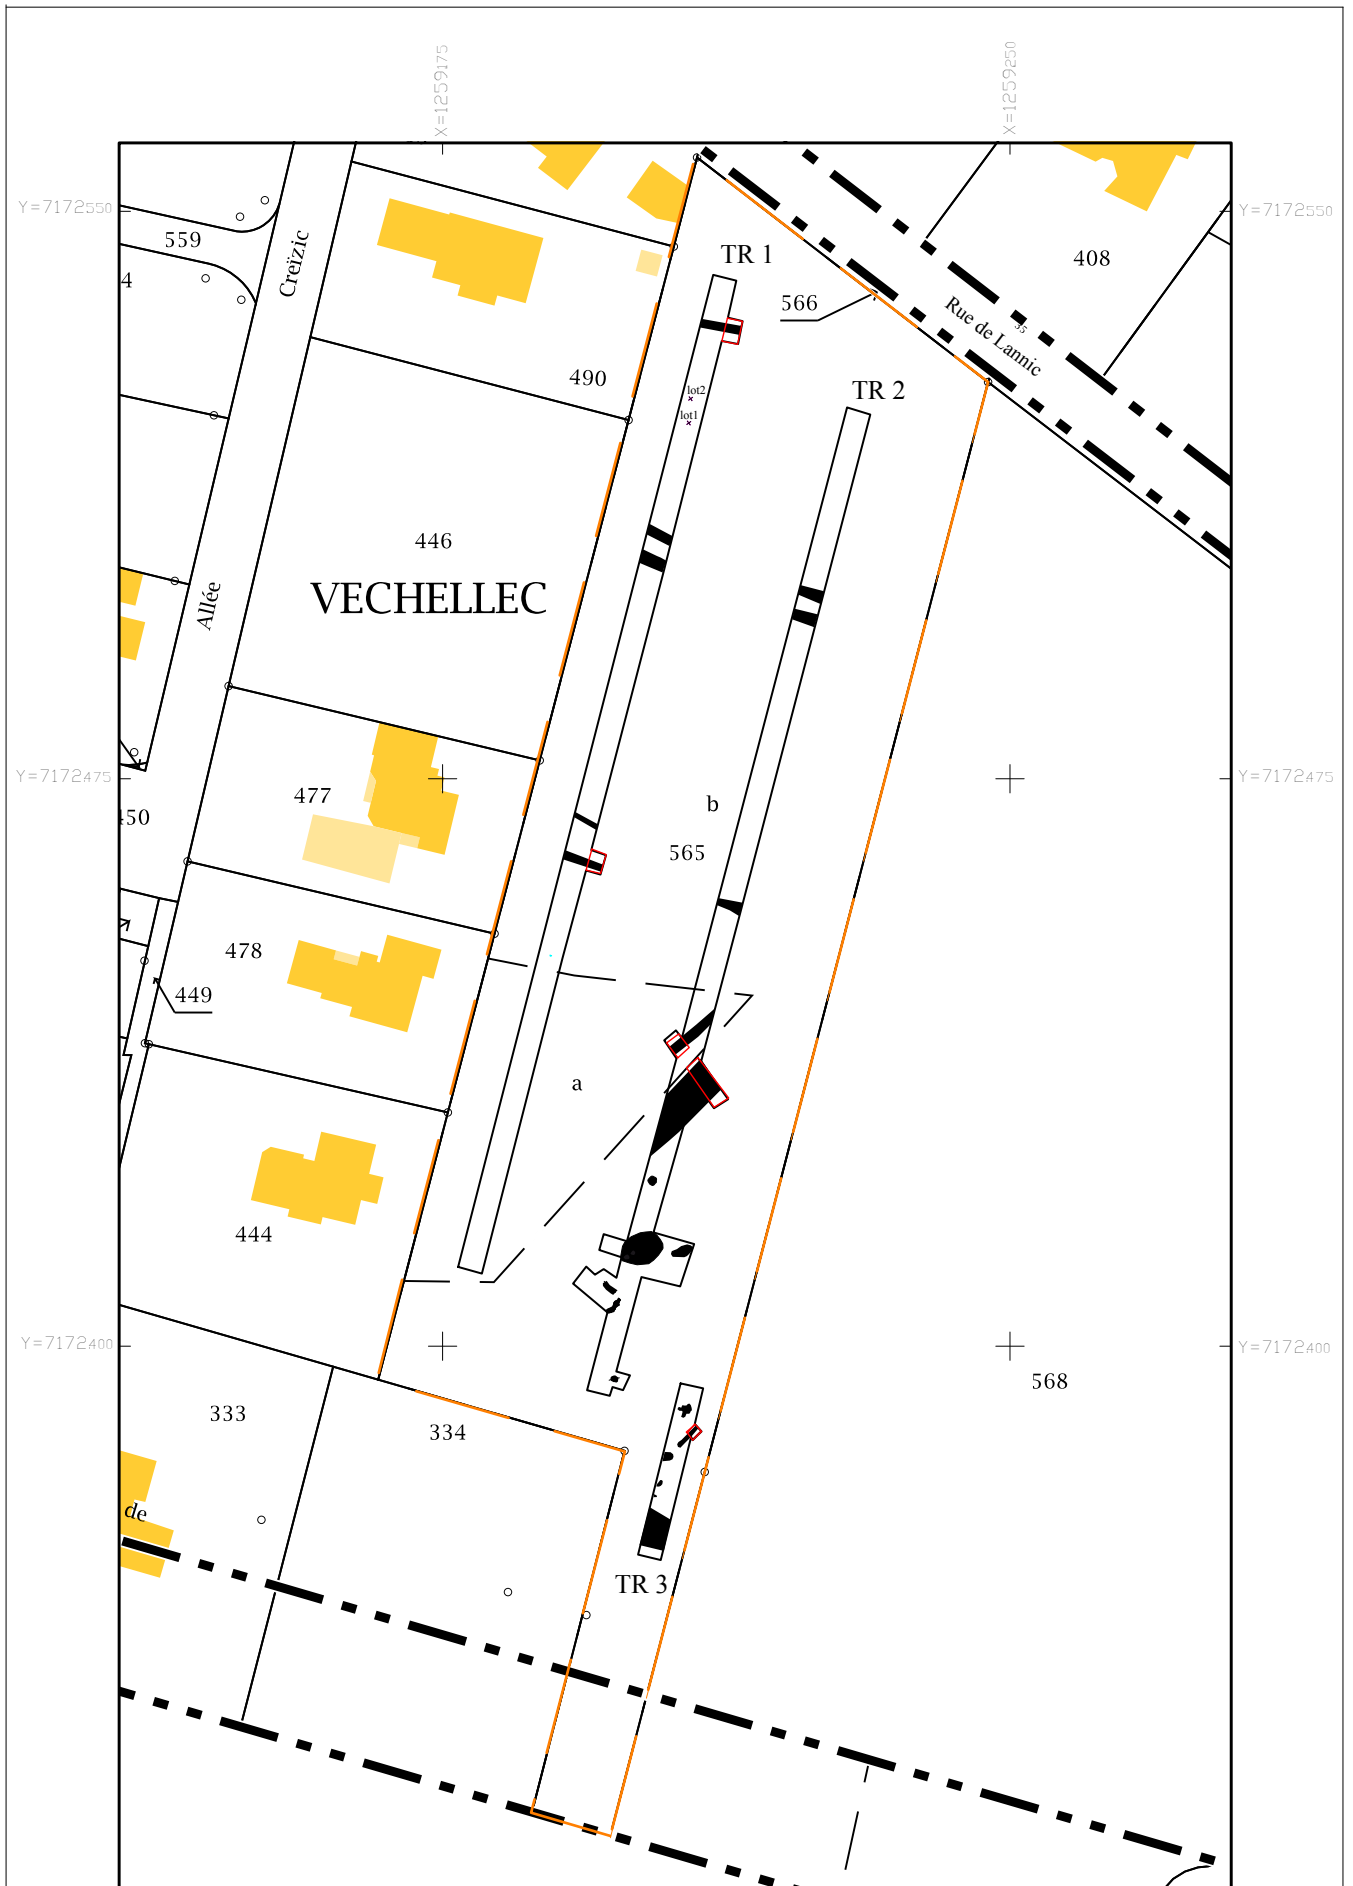 X=1259175
X=1259250
Y=7172550
Y=7172550
559
Creïzic
TR 1
408
4
566
Rue de Lannic
35
490
lot2
TR 2
lot1
446
VECHELLEC
Allée
Y=7172475
Y=7172475
477
b
450
565
478
449
a
444
Y=7172400
Y=7172400
568
333
334
de
TR 3